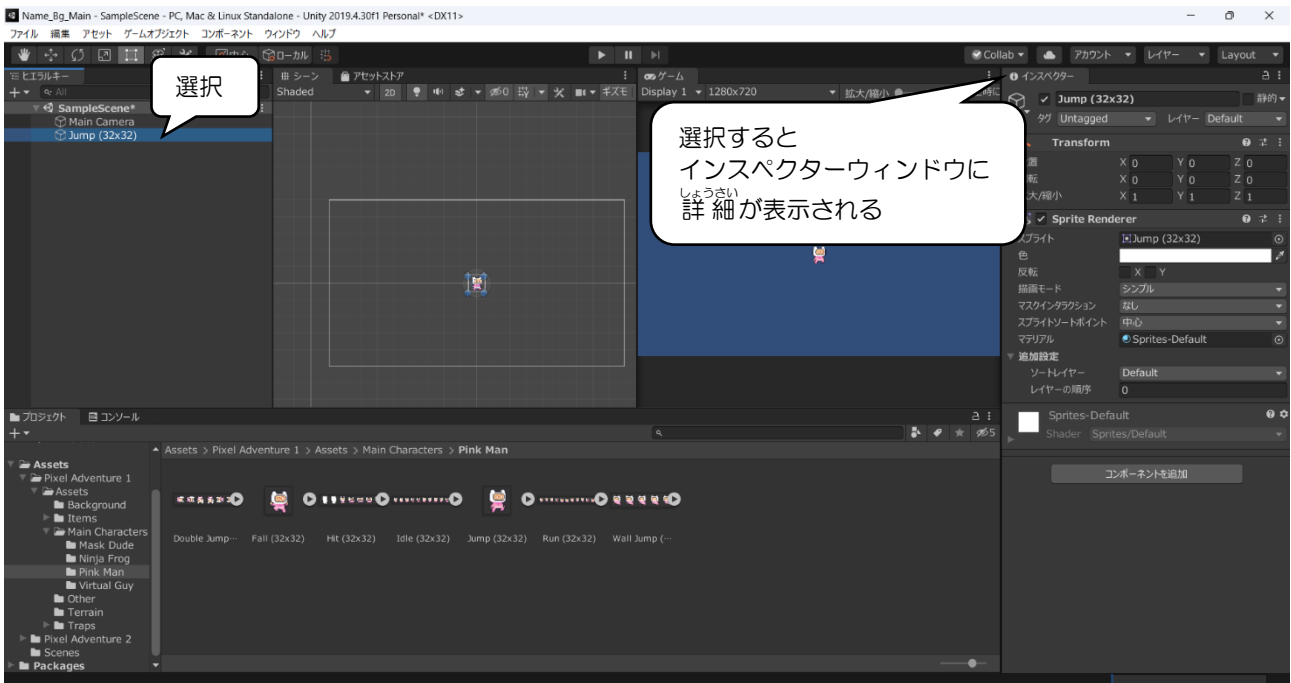 Name_Bg_Main - SampleScene - PC, Mac & Linux Standalone - Unity 2019.4.30f1 Personal* <DX11>
ファイル 編集 アセット ゲームオブジェクト コンポーネント ウィンドウ ヘルプ
ローカル
Collab
アカウント
レイヤー
Layout
ヒエラルキー
All
SampleScene*
Main Camera
Jump (32x32)
選択
シーン
アセットストア
Shaded
2D
0
ギズモ
ゲーム
Display 1
1280x720
拡大/縮小
選択すると
インスペクターウィンドウに
しょうさい
詳細が表示される
インスペクター
Jump (32x32)
静的
タグ Untagged
レイヤー Default
Transform
X 0 Y 0 Z 0
X 0 Y 0 Z 0
大/縮小 X 1 Y 1 Z 1
Sprite Renderer
スプライト Jump (32x32)
色
反転 X Y
描画モード シンプル
マスクインタラクション なし
スプライトソートポイント 中心
マテリアル Sprites-Default
追加設定
ソートレイヤー Default
レイヤーの順序 0
Sprites-Default
Shader Sprites/Default
コンポーネントを追加
プロジェクト
コンソール
5
Assets
Pixel Adventure 1
Assets
Background
Items
Main Characters
Mask Dude
Ninja Frog
Pink Man
Virtual Guy
Other
Terrain
Traps
Pixel Adventure 2
Scenes
Packages
Assets > Pixel Adventure 1 > Assets > Main Characters > Pink Man
Double Jump… Fall (32x32) Hit (32x32) Idle (32x32) Jump (32x32) Run (32x32) Wall Jump (…